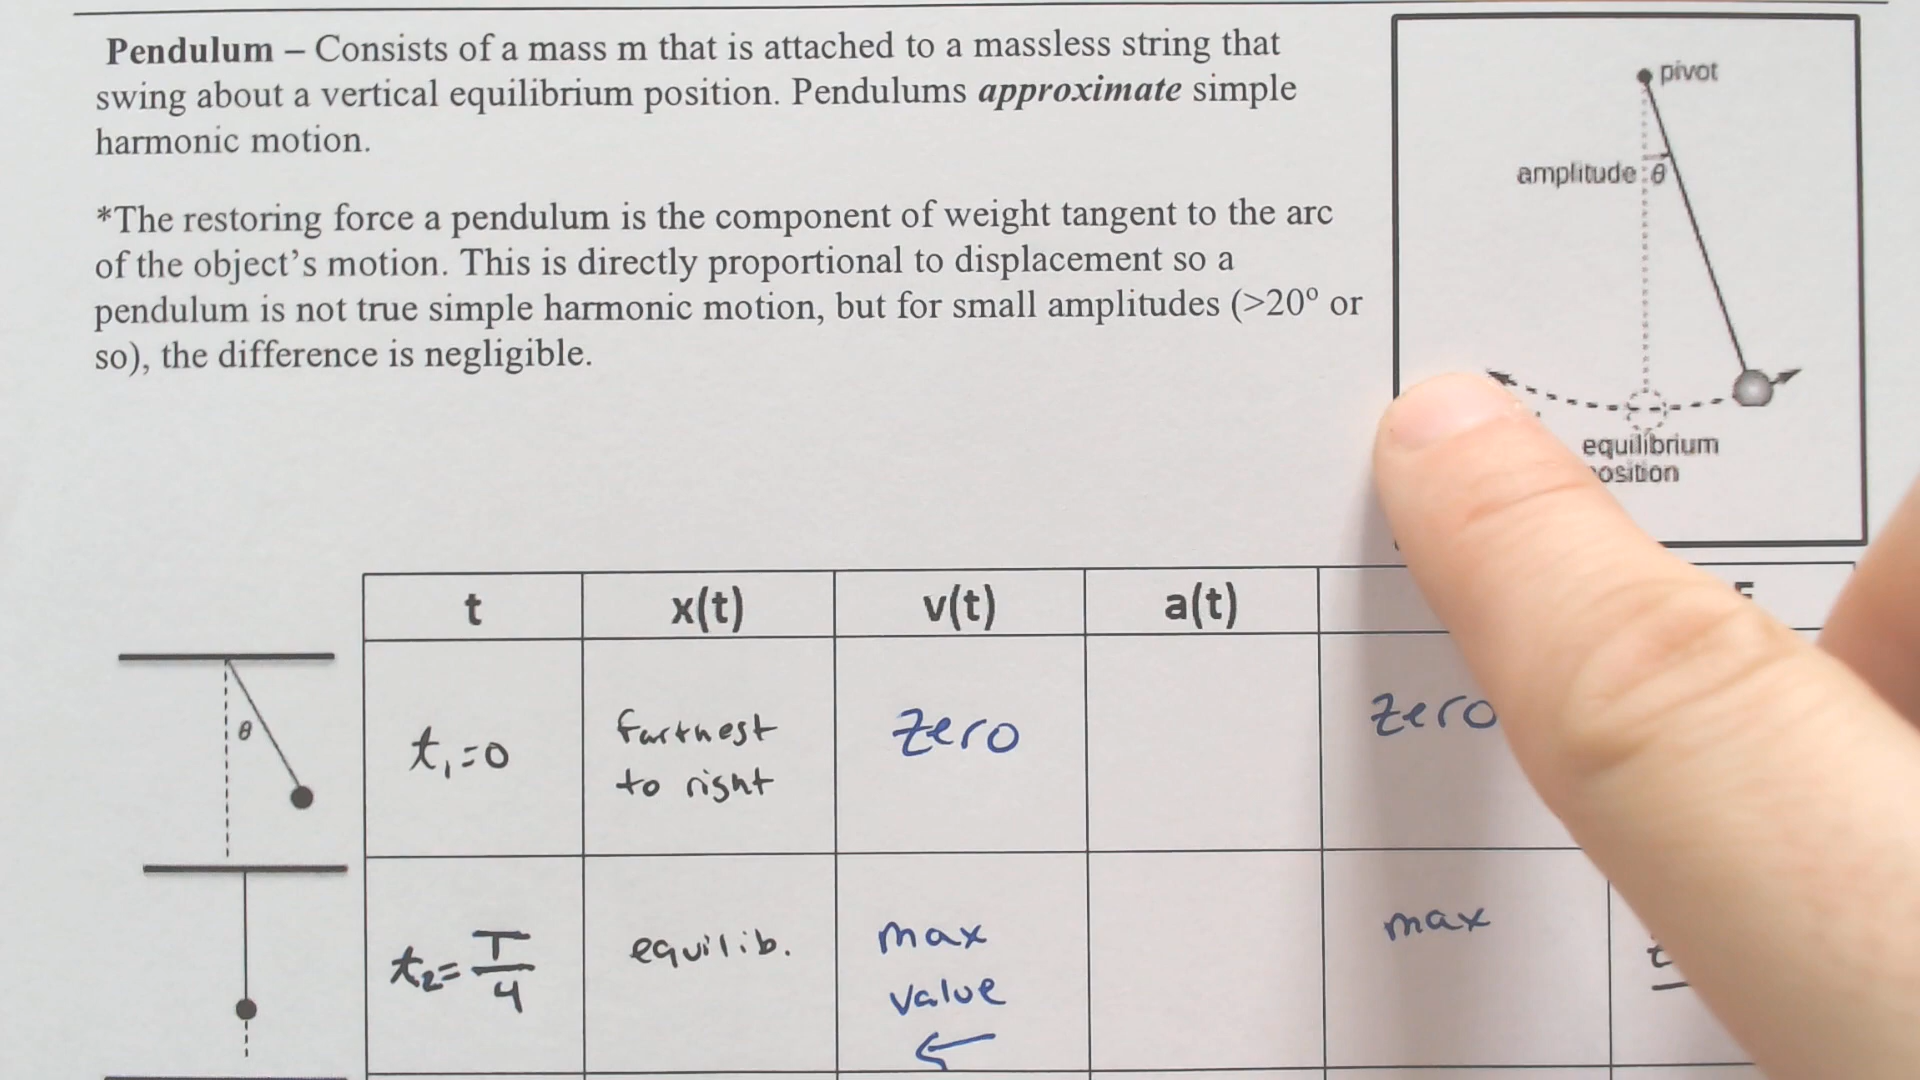 Pendulum – Consists of a mass m that is attached to a massless string that
swing about a vertical equilibrium position. Pendulums approximate simple
harmonic motion.
*The restoring force a pendulum is the component of weight tangent to the arc
of the object's motion. This is directly proportional to displacement so a
pendulum is not true simple harmonic motion, but for small amplitudes (>20° or
so), the difference is negligible.
pivot
amplitude θ
equilibrium
osition
t x(t) v(t) a(t)
θ
t₁=0
farthest
to right
zero
zero
t₂=T/4
equilib.
max
value
←
max